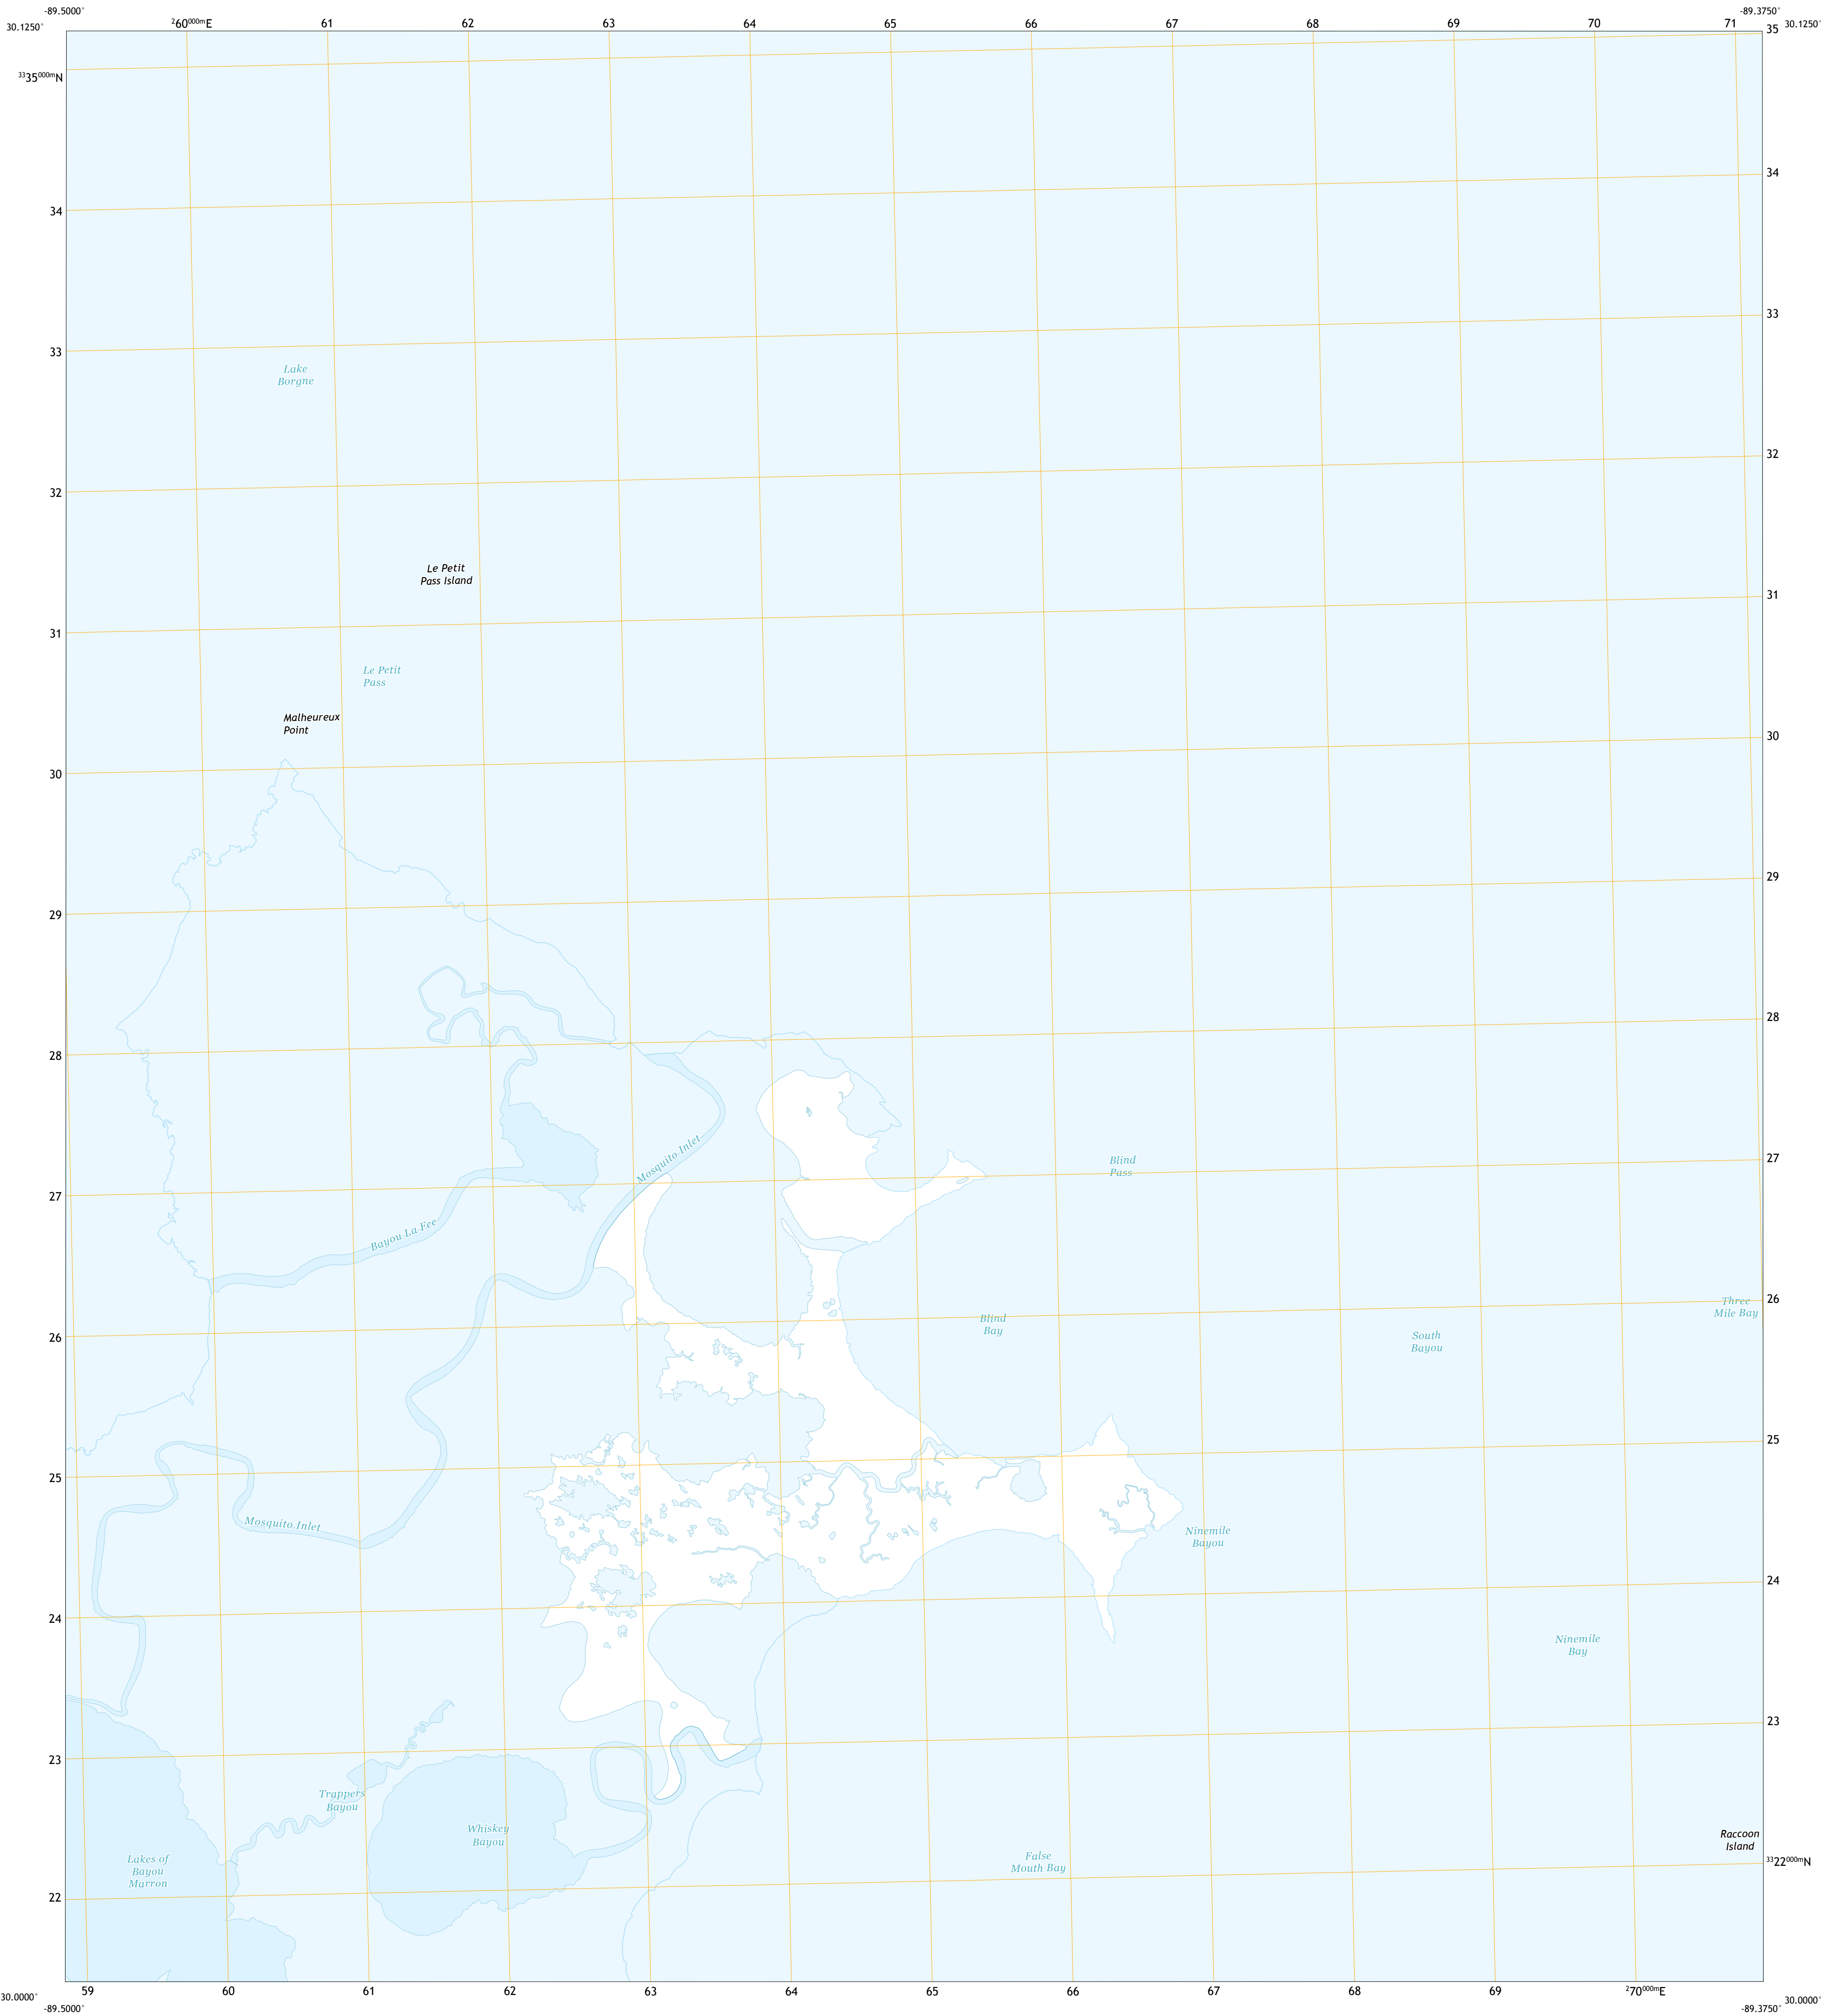 -89.5000°
-89.3750°
30.1250°
²60⁰⁰⁰ᵐE 61 62 63 64 65 66 67 68 69 70 71
35 30.1250°
³³35⁰⁰⁰ᵐN
34 34
33 33
Lake
Borgne
32 32
Le Petit
Pass Island
31 31
Le Petit
Pass
Malheureux
Point
30 30
29 29
28 28
Mosquito Inlet
Blind
Pass
27 27
Bayou La Fee
Three
Mile Bay
26 26
Blind
Bay
South
Bayou
25 25
Mosquito Inlet
Ninemile
Bayou
24 24
Ninemile
Bay
23 23
Trappers
Bayou
Whiskey
Bayou
Raccoon
Island
False
Mouth Bay
Lakes of
Bayou
Marron
22 ³³22⁰⁰⁰ᵐN
59 60 61 62 63 64 65 66 67 68 69 ²70⁰⁰⁰ᵐE
30.0000° 30.0000°
-89.5000° -89.3750°